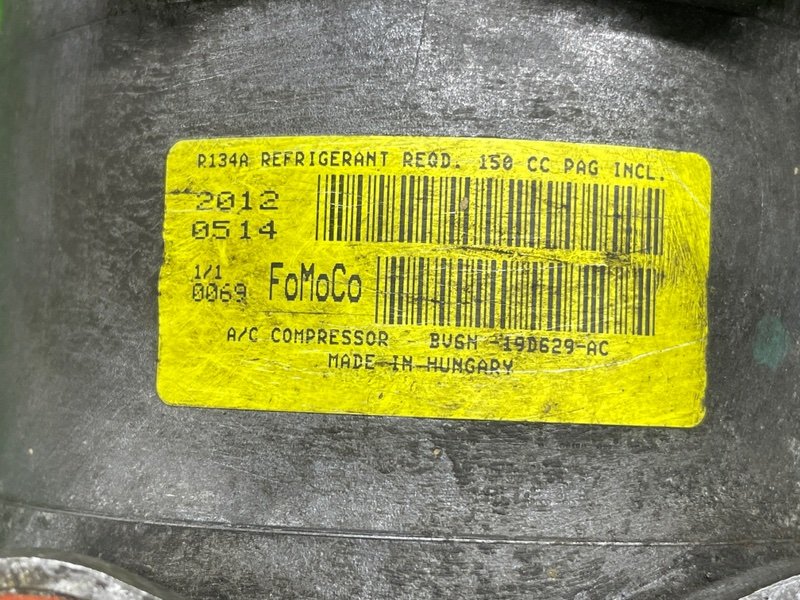 R134A REFRIGERANT REQD. 150 CC PAG INCL.
2012
0514
1/1
0069 FoMoCo
A/C COMPRESSOR BV6N -19D629-AC
MADE IN HUNGARY